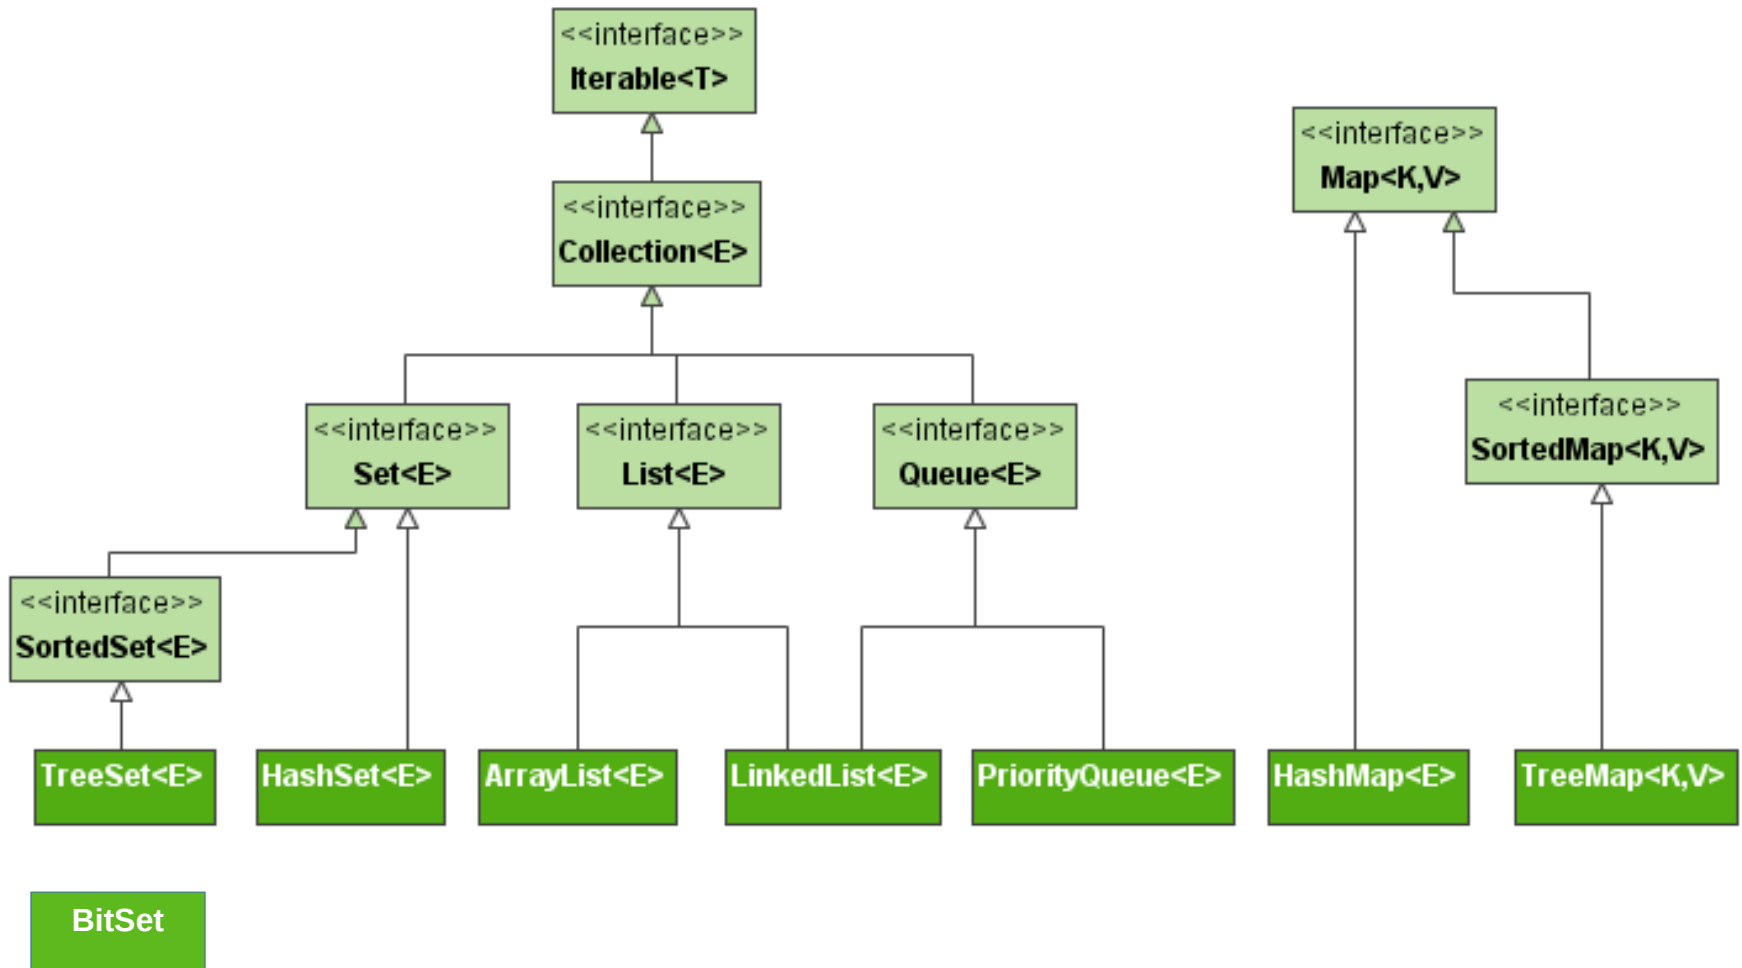 <<interface>>
Iterable<T>
<<interface>>
Map<K,V>
<<interface>>
Collection<E>
<<interface>>
SortedMap<K,V>
<<interface>>
Set<E>
<<interface>>
List<E>
<<interface>>
Queue<E>
<<interface>>
SortedSet<E>
TreeSet<E>
HashSet<E>
ArrayList<E>
LinkedList<E>
PriorityQueue<E>
HashMap<E>
TreeMap<K,V>
BitSet